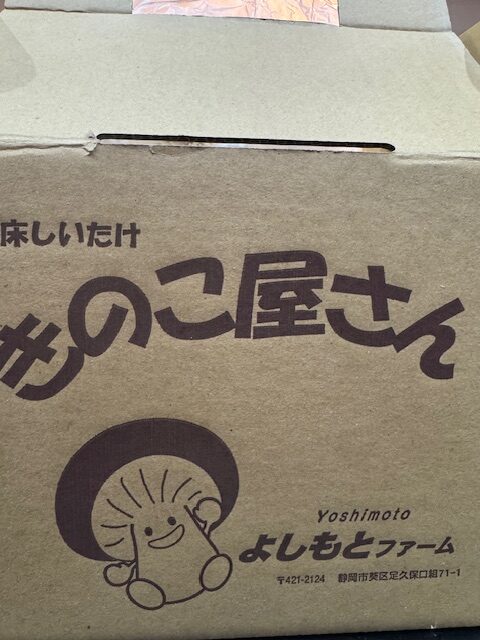 床しいたけ
きのこ屋さん
Yoshimoto
よしもとファーム
〒421-2124 静岡市葵区足久保口組71-1